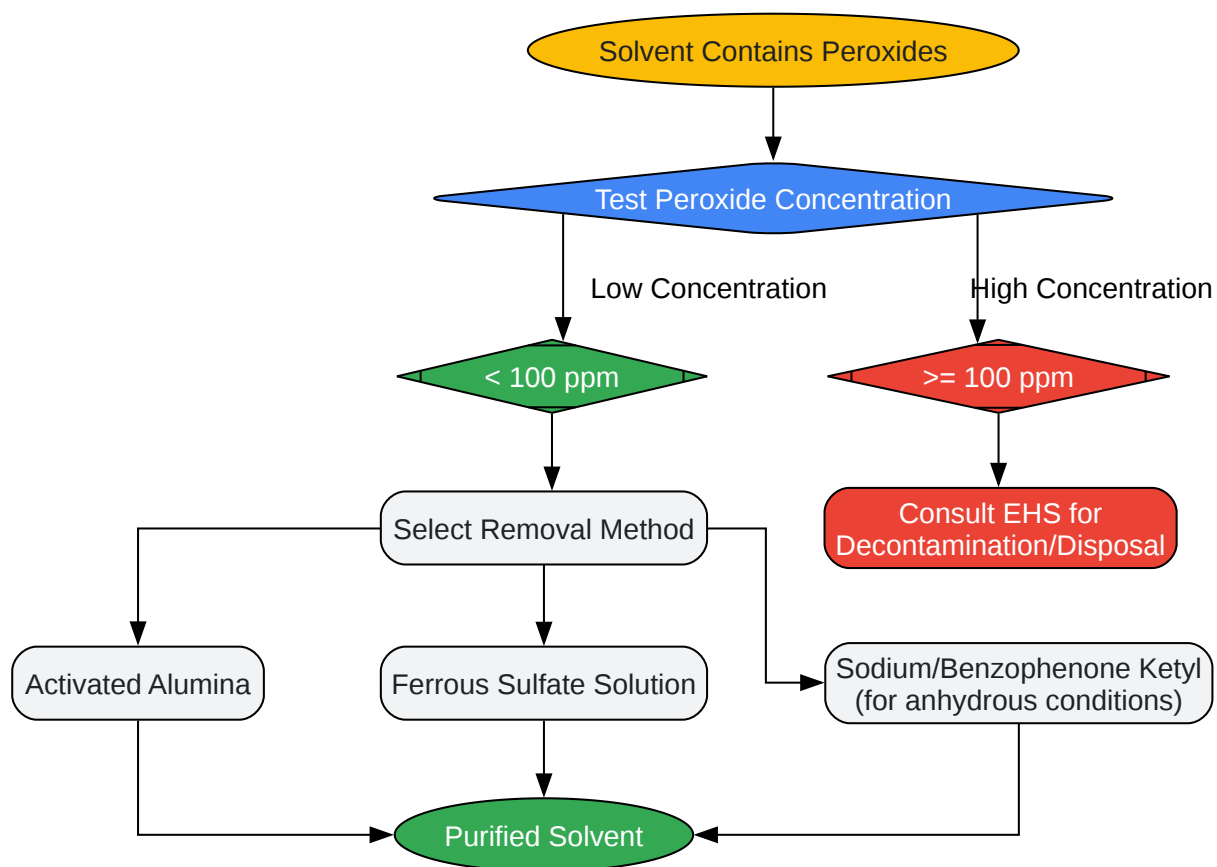 Solvent Contains Peroxides
Test Peroxide Concentration
Low Concentration
High Concentration
< 100 ppm
>= 100 ppm
Select Removal Method
Consult EHS for
Decontamination/Disposal
Activated Alumina
Ferrous Sulfate Solution
Sodium/Benzophenone Ketyl
(for anhydrous conditions)
Purified Solvent